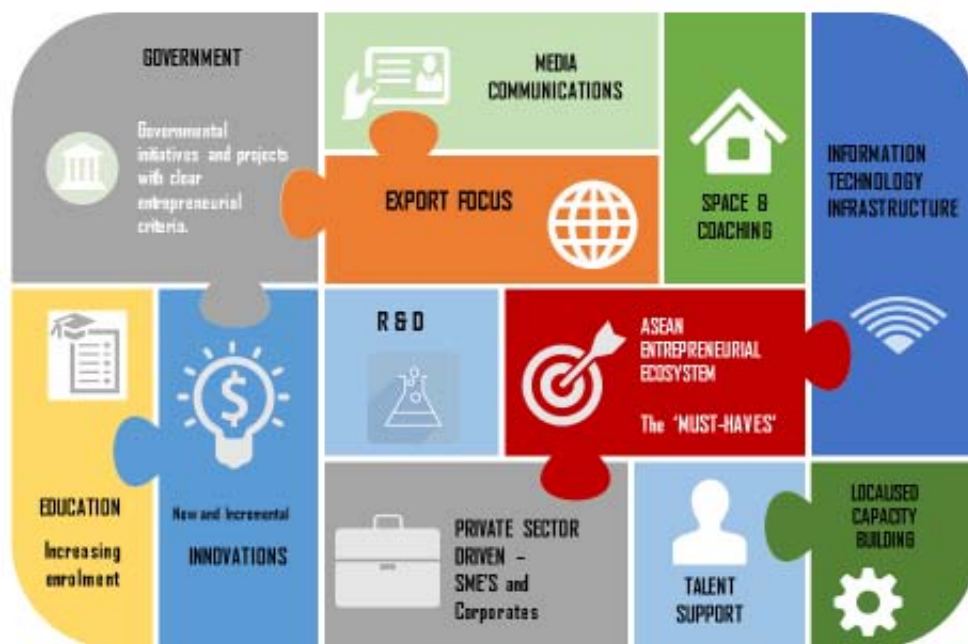 GOVERNMENT
Governmental
initiatives and projects
with clear
entrepreneurial
criteria.
MEDIA
COMMUNICATIONS
EXPORT FOCUS
SPACE &
COACHING
INFORMATION
TECHNOLOGY
INFRASTRUCTURE
EDUCATION
Increasing
enrolment
$
New and Incremental
INNOVATIONS
R & D
ASEAN
ENTREPRENEURIAL
ECOSYSTEM
The ‘MUST-HAVES’
PRIVATE SECTOR
DRIVEN –
SME'S and
Corporates
TALENT
SUPPORT
LOCALISED
CAPACITY
BUILDING